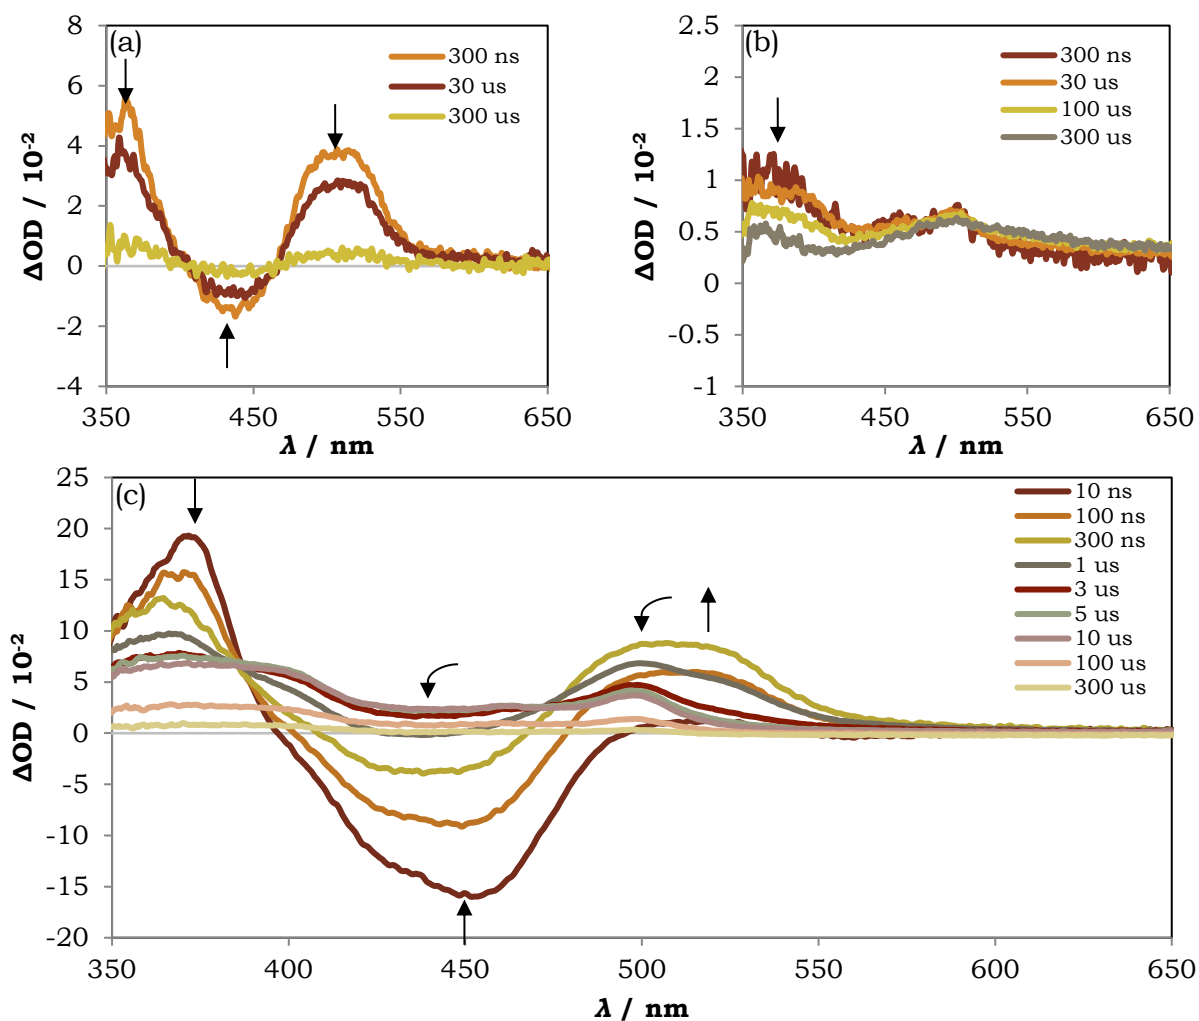 (a)
ΔOD / 10⁻²
8
6
4
2
0
-2
-4
300 ns
30 us
300 us
350 450 550 650
λ / nm
(b)
ΔOD / 10⁻²
2.5
2
1.5
1
0.5
0
-0.5
-1
300 ns
30 us
100 us
300 us
350 450 550 650
λ / nm
(c)
ΔOD / 10⁻²
25
20
15
10
5
0
-5
-10
-15
-20
10 ns
100 ns
300 ns
1 us
3 us
5 us
10 us
100 us
300 us
350 400 450 500 550 600 650
λ / nm